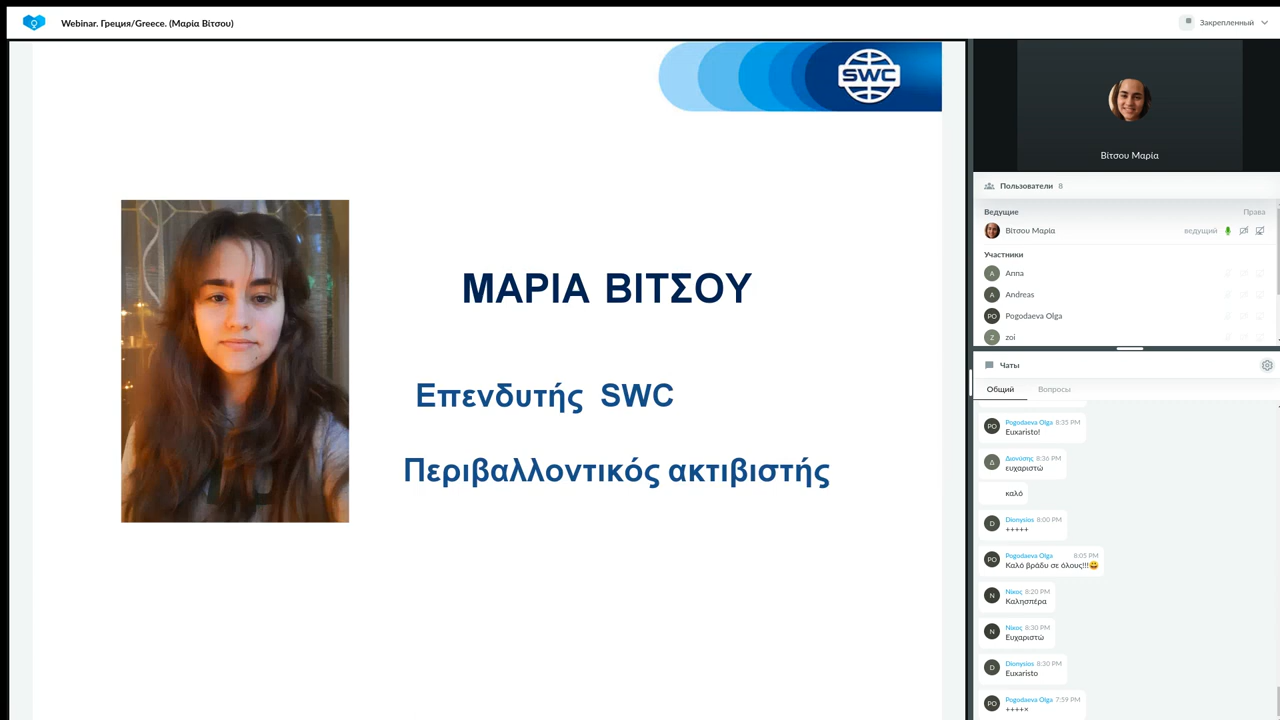 Webinar. Греция/Greece. (Μαρία Βίτσου)
Закрепленный
SWC
ΜΑΡΙΑ ΒΙΤΣΟΥ
Επενδυτής SWC
Περιβαλλοντικός ακτιβιστής
Βίτσου Μαρία
Пользователи 8
Ведущие Права
Βίτσου Μαρία ведущий
Участники
A Anna
A Andreas
PO Pogodaeva Olga
Z zoi
Чаты
Общий Вопросы
PO Pogodaeva Olga 8:35 PM
Euxaristo!
Δ Διονύσης 8:36 PM
ευχαριστώ
καλό
D Dionysios 8:00 PM
+++++
PO Pogodaeva Olga 8:05 PM
Καλό βράδυ σε όλους!!!😀
N Νίκος 8:20 PM
Καλησπέρα
N Νίκος 8:30 PM
Ευχαριστώ
D Dionysios 8:30 PM
Euxaristo
PO Pogodaeva Olga 7:59 PM
++++×